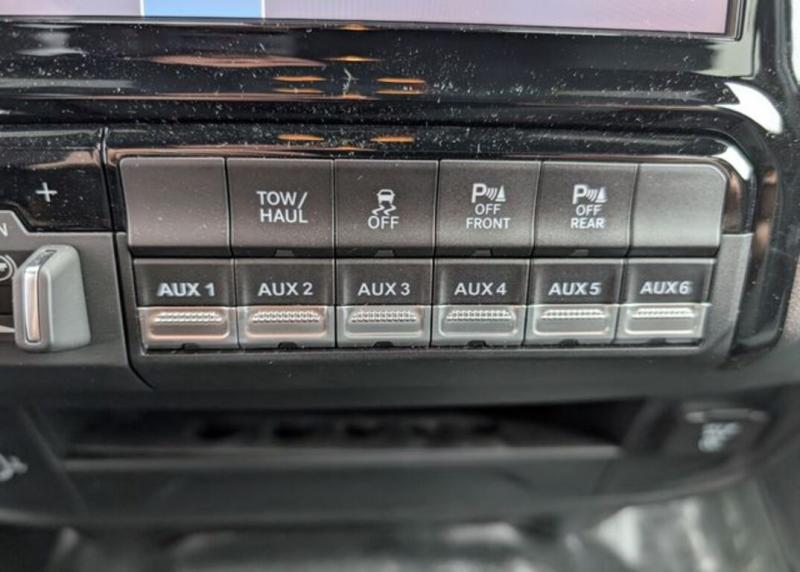 +
N
TOW/
HAUL
OFF
P
OFF
FRONT
P
OFF
REAR
AUX 1
AUX 2
AUX 3
AUX 4
AUX 5
AUX 6